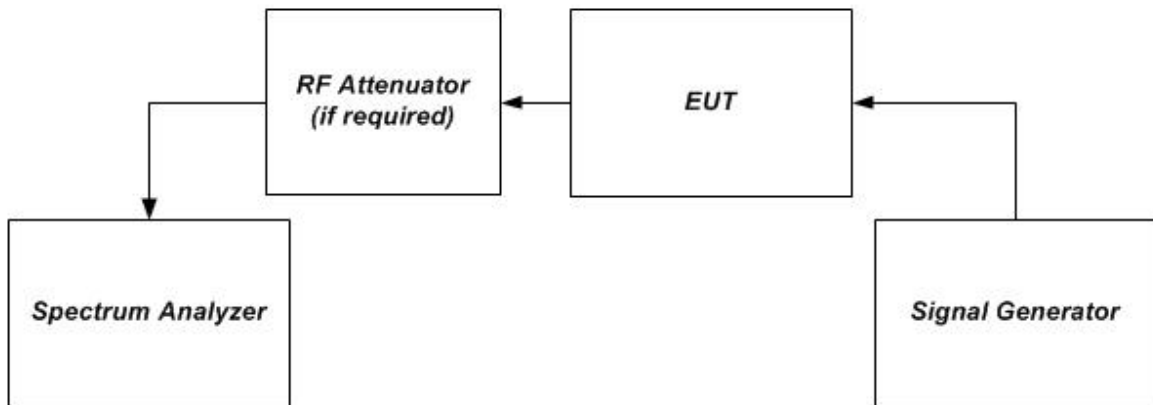 RF Attenuator
(if required)
EUT
Spectrum Analyzer
Signal Generator